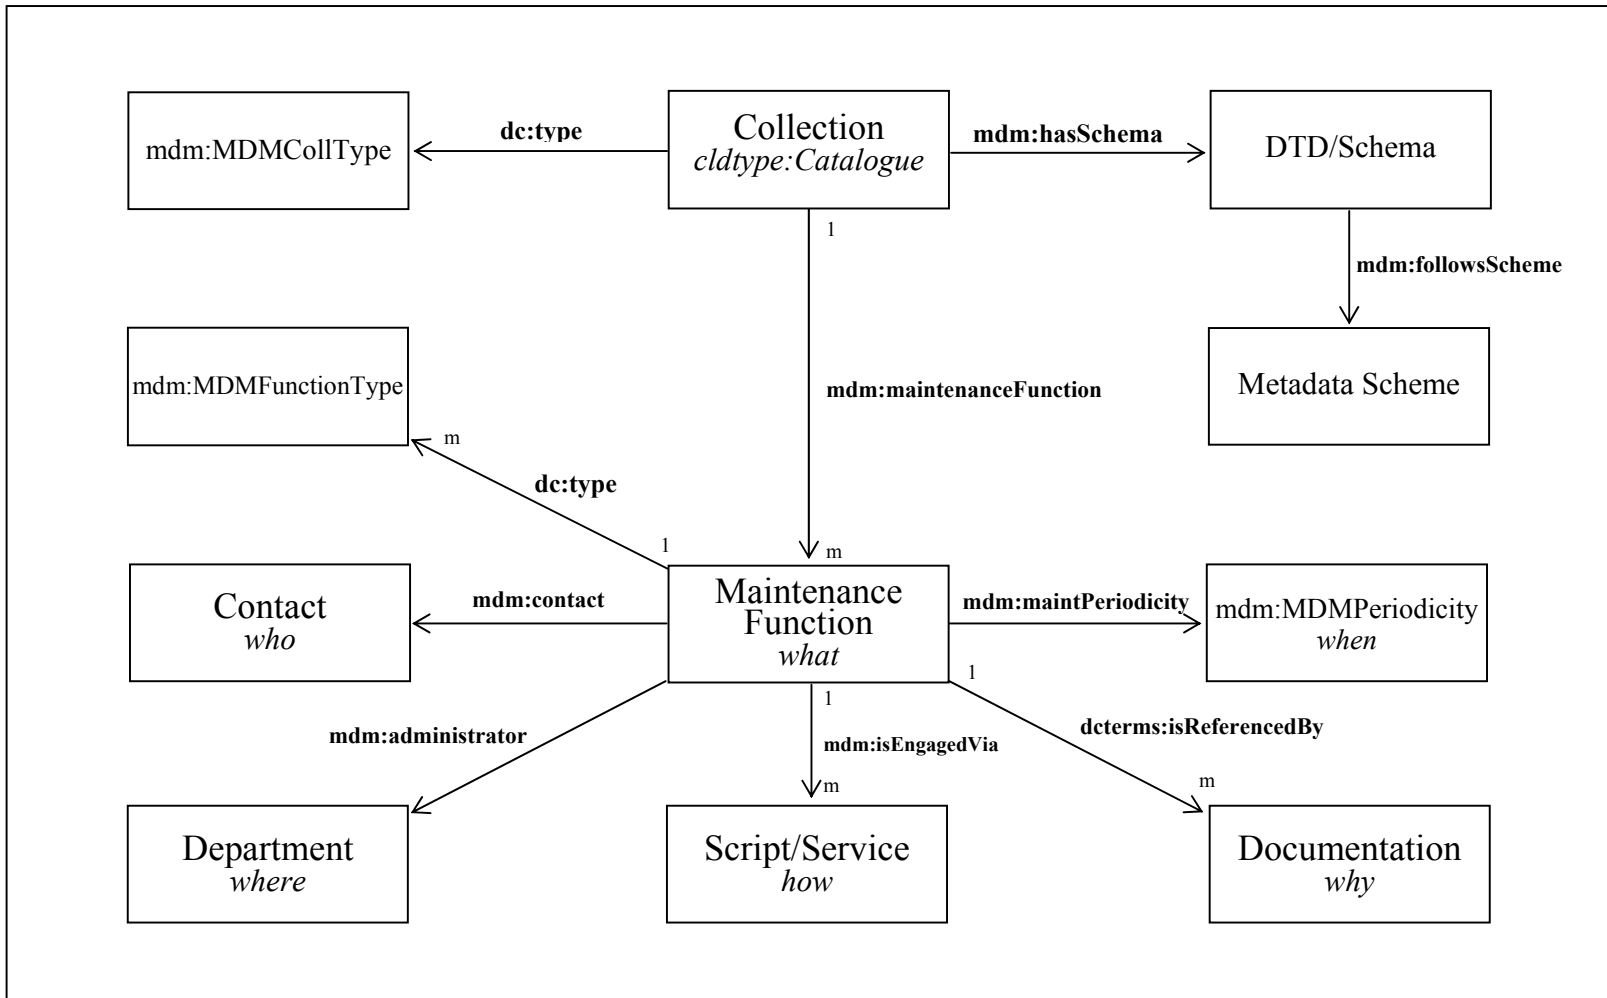 dc:type
Collection
mdm:hasSchema
mdm:MDMCollType
cldtype:Catalogue
DTD/Schema
1
mdm:followsScheme
mdm:MDMFunctionType
mdm:maintenanceFunction
Metadata Scheme
m
dc:type
1
m
Contact
who
mdm:contact
Maintenance
Function
what
mdm:maintPeriodicity
mdm:MDMPeriodicity
when
1
1
mdm:administrator
mdm:isEngagedVia
dcterms:isReferencedBy
m
m
Department
where
Script/Service
how
Documentation
why